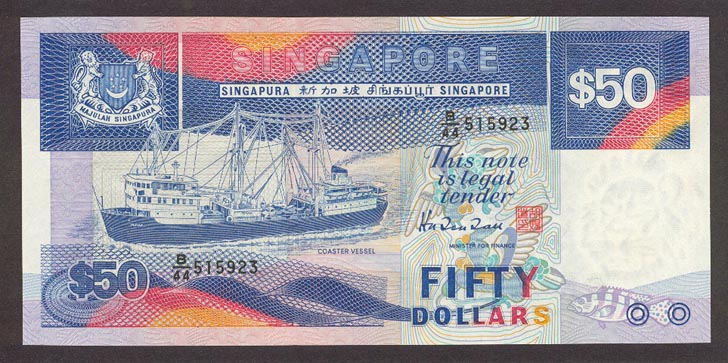 SINGAPORE
SINGAPURA 新加坡 சிங்கப்பூர் SINGAPORE
MAJULAH SINGAPURA
$50
B/44 515923
This note
is legal
tender
MINISTER FOR FINANCE
COASTER VESSEL
B/44 515923
$50
FIFTY
DOLLARS